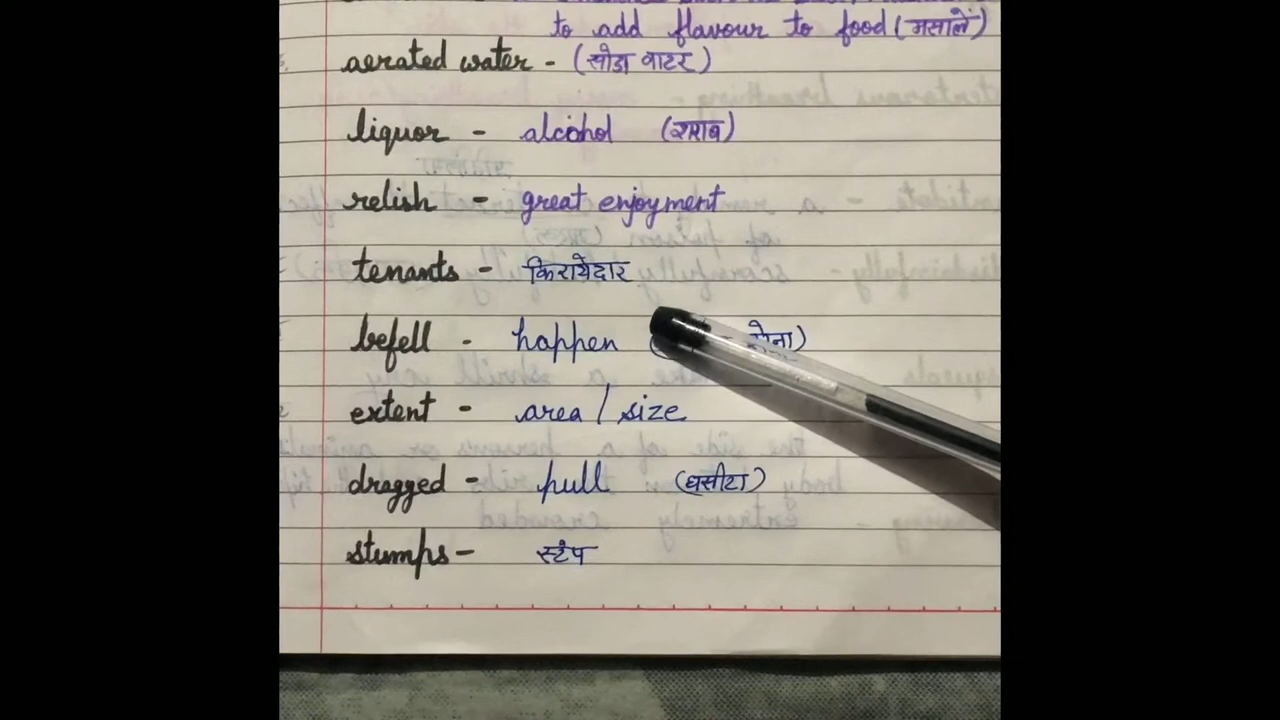 to add flavour to food (मसाले)
aerated water - (सोडा वाटर)
liquor - alcohol (शराब)
relish - great enjoyment
tenants - किरायेदार
befell - happen होना)
extent - area / size
dragged - pull (घसीटा)
stumps - स्टंप